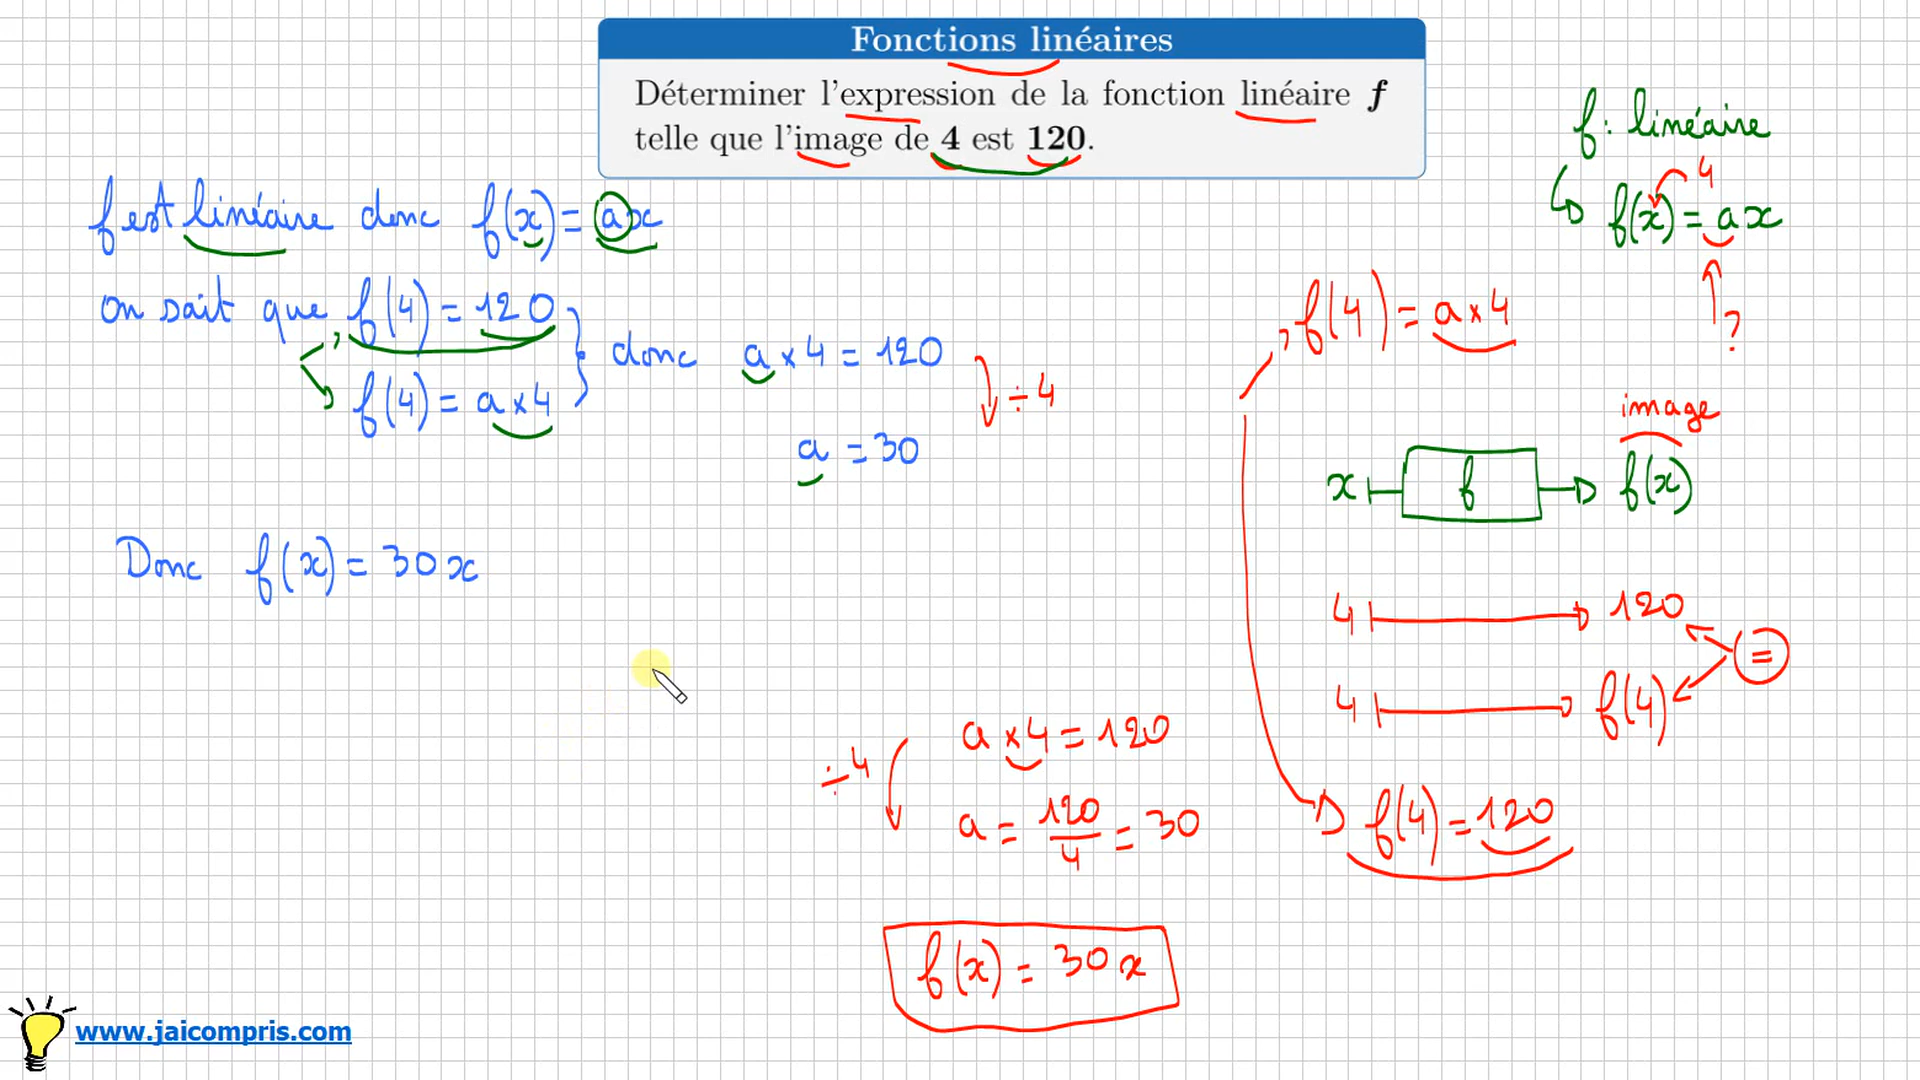 Fonctions linéaires
Déterminer l'expression de la fonction linéaire f
telle que l'image de 4 est 120.
f est linéaire donc f(x) = ax
on sait que f(4) = 120
f(4) = a × 4
donc a × 4 = 120
÷ 4
a = 30
Donc f(x) = 30x
f : linéaire
4
f(x) = ax
?
f(4) = a × 4
image
x f f(x)
4 120
=
4 f(4)
f(4) = 120
a × 4 = 120
÷ 4
a = 120/4 = 30
f(x) = 30x
www.jaicompris.com